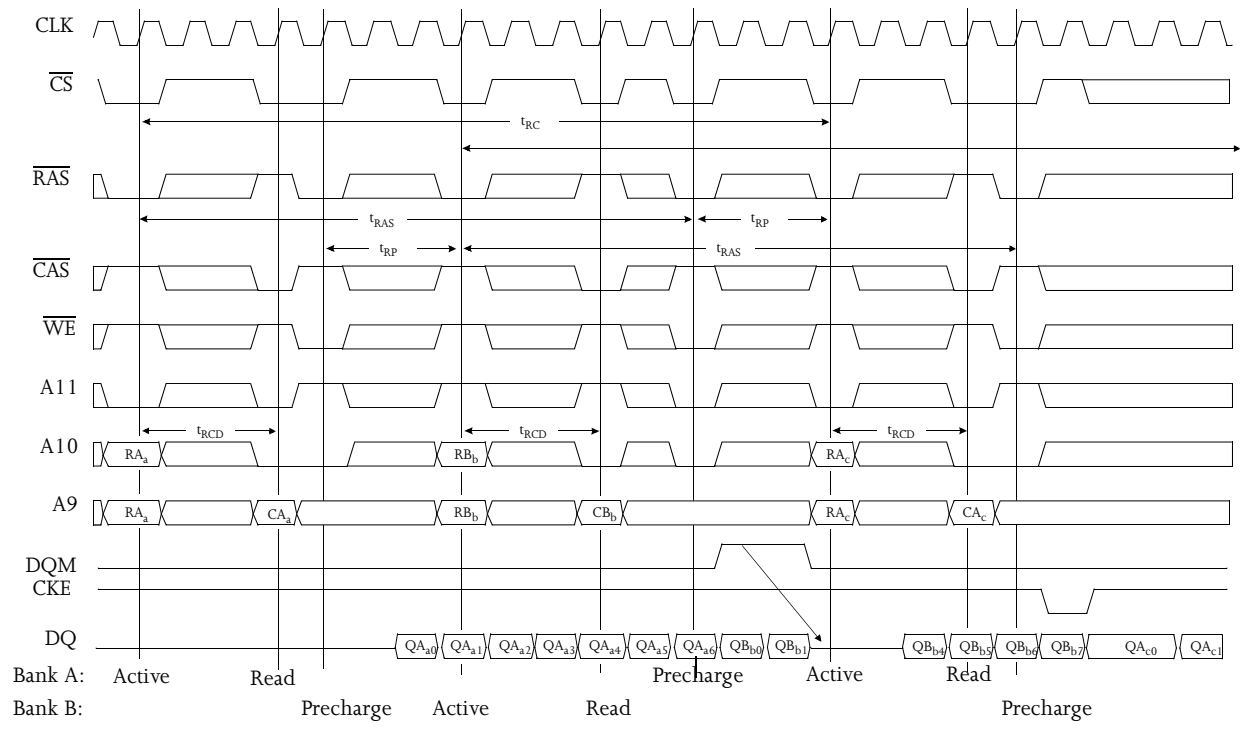 CLK
CS
tRC
RAS
tRAS
tRP
tRP
tRAS
CAS
WE
A11
tRCD
tRCD
tRCD
A10
RAa
RBb
RAc
A9
RAa
CAa
RBb
CBb
RAc
CAc
DQM
CKE
DQ
QAa0
QAa1
QAa2
QAa3
QAa4
QAa5
QAa6
QBb0
QBb1
QBb4
QBb5
QBb6
QBb7
QAc0
QAc1
Bank A:
Active
Read
Precharge
Active
Read
Bank B:
Precharge
Active
Read
Precharge